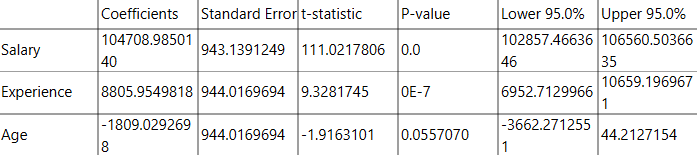 Coefficients Standard Error t-statistic P-value Lower 95.0% Upper 95.0%
Salary 104708.98501 943.1391249 111.0217806 0.0 102857.46636 106560.50366
40 46 35
Experience 8805.9549818 944.0169694 9.3281745 0E-7 6952.7129966 10659.196967
1
Age -1809.029269 944.0169694 -1.9163101 0.0557070 -3662.271255 44.2127154
8 1